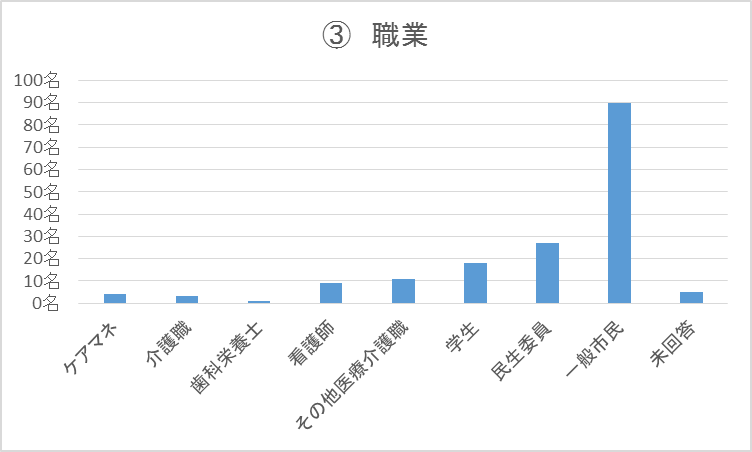 ③ 職業
100名
90名
80名
70名
60名
50名
40名
30名
20名
10名
0名
ケアマネ
介護職
歯科栄養士
看護師
その他医療介護職
学生
民生委員
一般市民
未回答